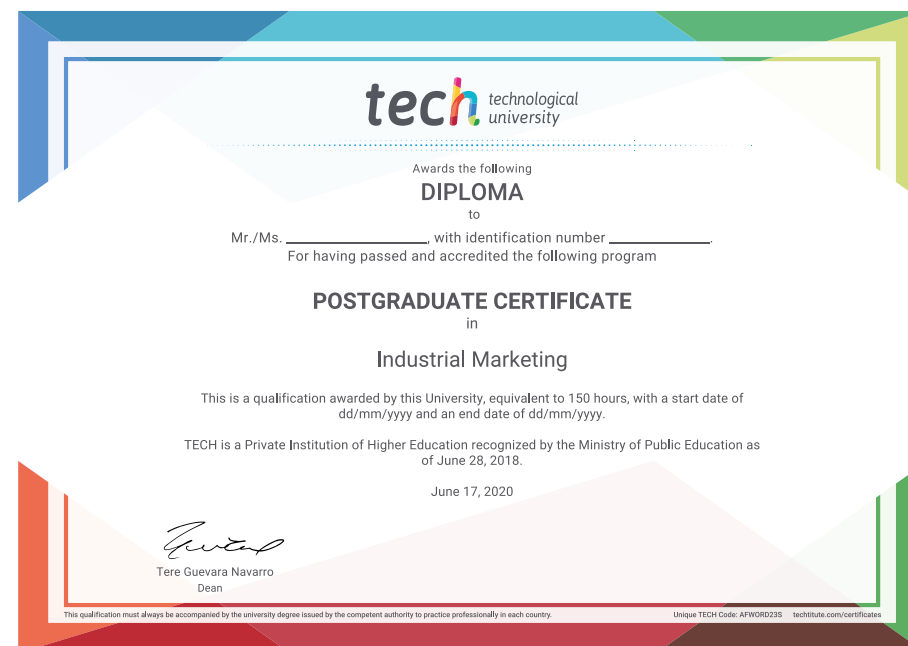 tech technological
university
Awards the following
DIPLOMA
to
Mr./Ms. ____________________, with identification number ______________.
For having passed and accredited the following program
POSTGRADUATE CERTIFICATE
in
Industrial Marketing
This is a qualification awarded by this University, equivalent to 150 hours, with a start date of
dd/mm/yyyy and an end date of dd/mm/yyyy.
TECH is a Private Institution of Higher Education recognized by the Ministry of Public Education as
of June 28, 2018.
June 17, 2020
Tere Guevara Navarro
Dean
This qualification must always be accompanied by the university degree issued by the competent authority to practice professionally in each country.
Unique TECH Code: AFWORD23S techtitute.com/certificates